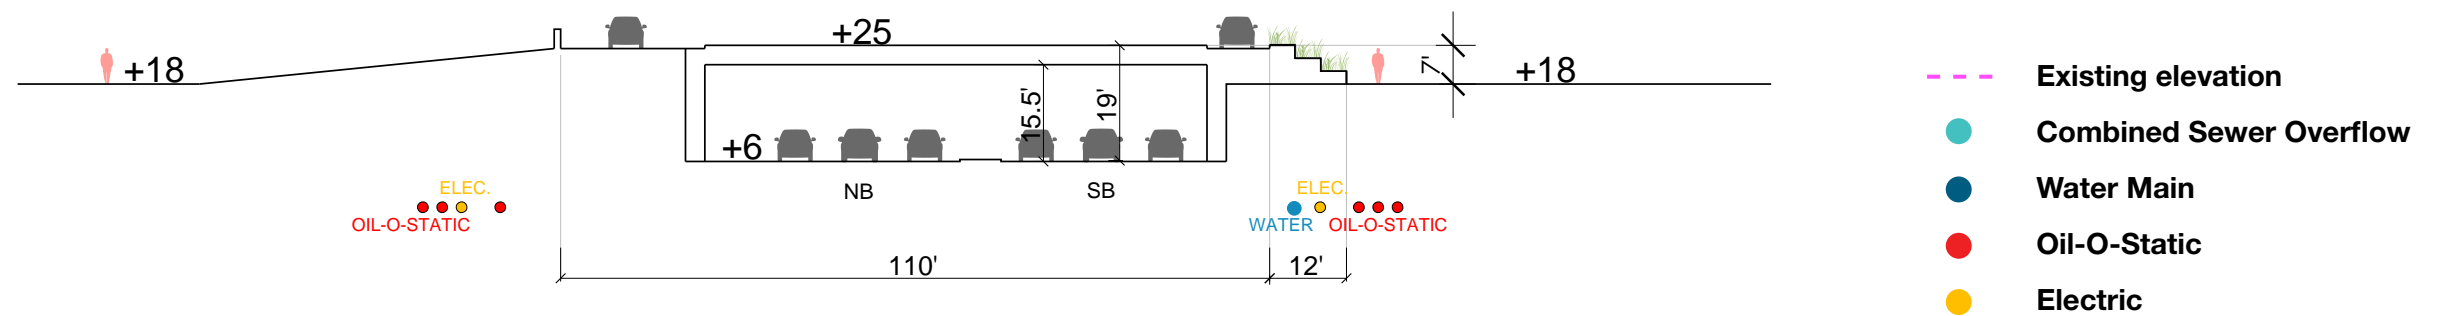 +25
+18
7'
+18
15.5'
19'
+6
NB
SB
ELEC.
OIL-O-STATIC
ELEC.
WATER
OIL-O-STATIC
110'
12'
Existing elevation
Combined Sewer Overflow
Water Main
Oil-O-Static
Electric